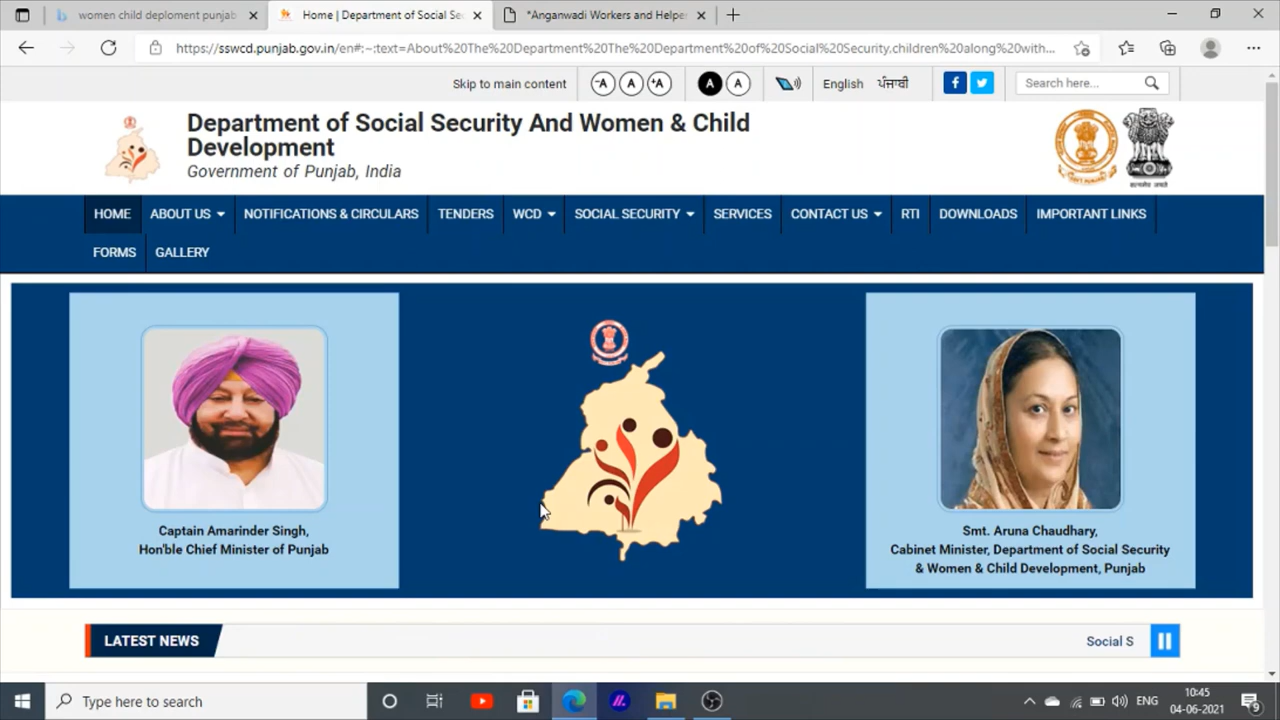 women child deploment punjab
Home | Department of Social Se
*Anganwadi Workers and Helpe
https://sswcd.punjab.gov.in/en#:~:text=About%20The%20Department%20The%20Department%20of%20Social%20Security,children%20along%20with...
Skip to main content
-A A +A A A
English ਪੰਜਾਬੀ
Search here...
Department of Social Security And Women & Child
Development
Government of Punjab, India
HOME ABOUT US NOTIFICATIONS & CIRCULARS TENDERS WCD SOCIAL SECURITY SERVICES CONTACT US RTI DOWNLOADS IMPORTANT LINKS
FORMS GALLERY
Captain Amarinder Singh,
Hon'ble Chief Minister of Punjab
Smt. Aruna Chaudhary,
Cabinet Minister, Department of Social Security
& Women & Child Development, Punjab
LATEST NEWS
Social S
Type here to search
ENG
10:45
04-06-2021
9